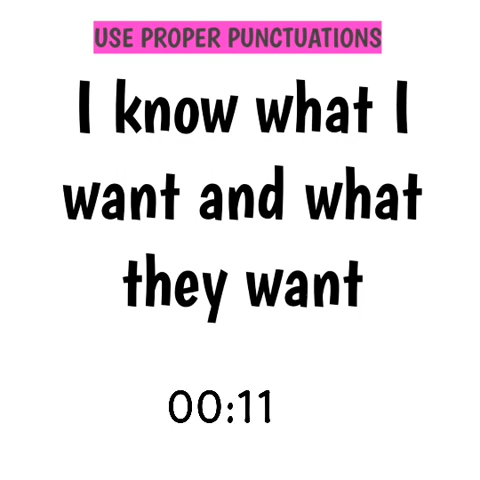 USE PROPER PUNCTUATIONS
I know what I
want and what
they want
00:11